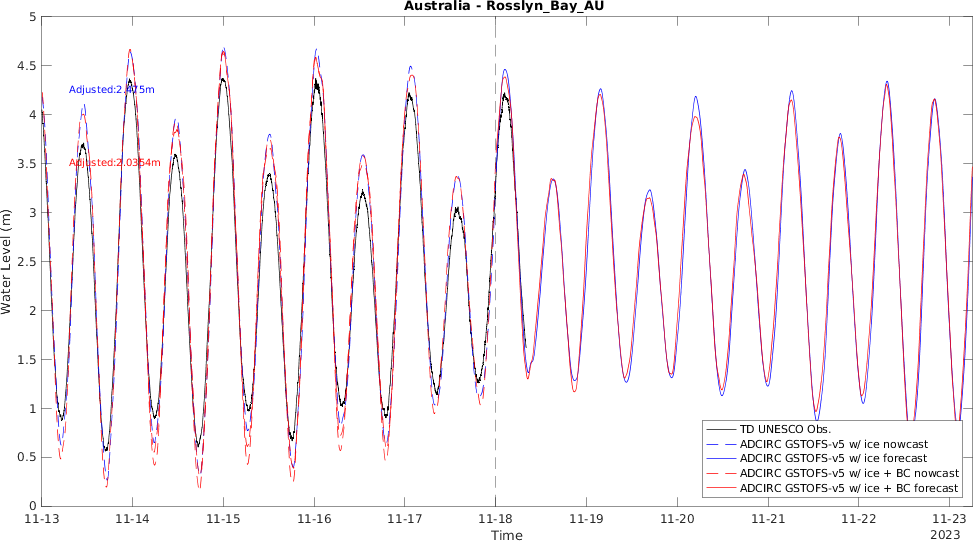 Australia - Rosslyn_Bay_AU
5
4.5
4
3.5
3
2.5
2
1.5
1
0.5
0
Water Level (m)
Adjusted:2.475m
Adjusted:2.0354m
TD UNESCO Obs.
ADCIRC GSTOFS-v5 w/ ice nowcast
ADCIRC GSTOFS-v5 w/ ice forecast
ADCIRC GSTOFS-v5 w/ ice + BC nowcast
ADCIRC GSTOFS-v5 w/ ice + BC forecast
11-13 11-14 11-15 11-16 11-17 11-18 11-19 11-20 11-21 11-22 11-23
Time
2023